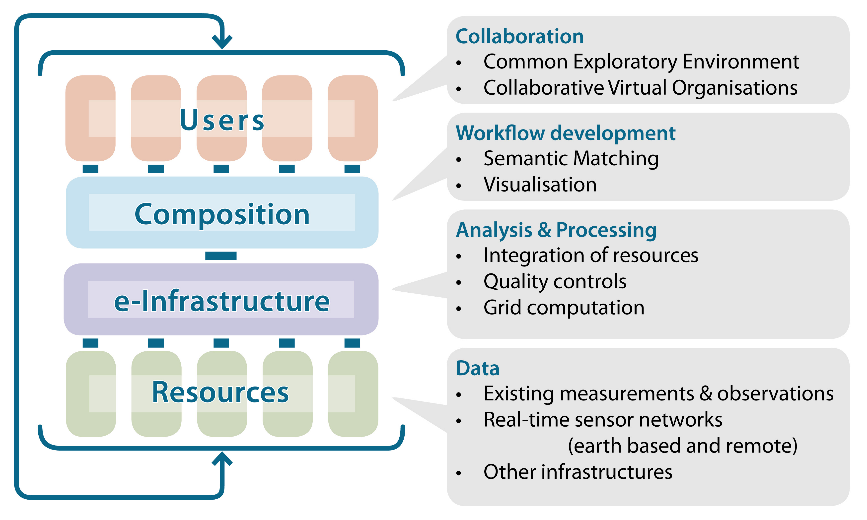 Users
Composition
e-Infrastructure
Resources
Collaboration
• Common Exploratory Environment
• Collaborative Virtual Organisations
Workflow development
• Semantic Matching
• Visualisation
Analysis & Processing
• Integration of resources
• Quality controls
• Grid computation
Data
• Existing measurements & observations
• Real-time sensor networks
(earth based and remote)
• Other infrastructures